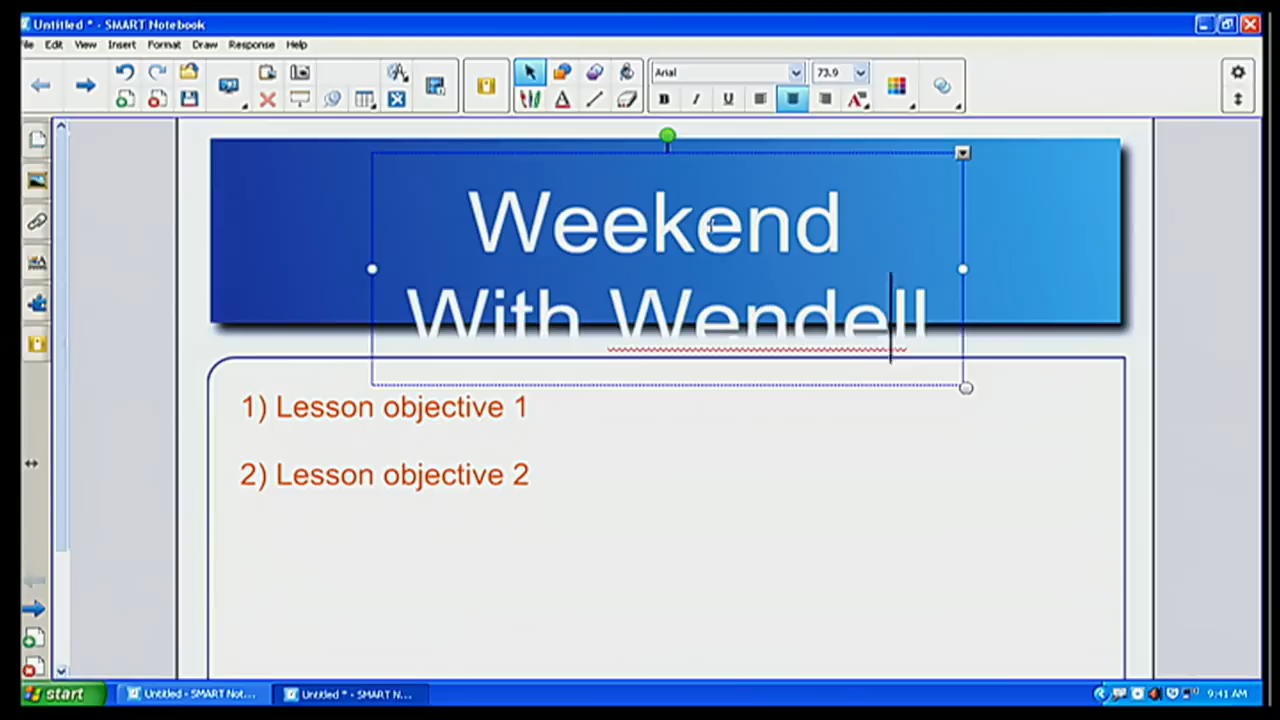 Untitled * - SMART Notebook
File Edit View Insert Format Draw Response Help
Arial 73.9
B I U A
Weekend
With Wendell
1) Lesson objective 1
2) Lesson objective 2
start Untitled - SMART Not... Untitled * - SMART N... 9:41 AM